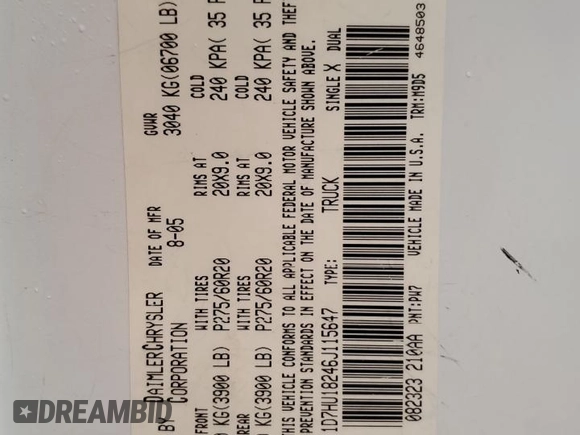 BY DAIMLERCHRYSLER CORPORATION
DATE OF MFR 8-05
GVWR 3040 KG(06700 LB)
FRONT WITH TIRES RIMS AT COLD
KG(3900 LB) P275/60R20 20X9.0 240 KPA( 35
WITH TIRES RIMS AT COLD
KG(3900 LB) P275/60R20 20X9.0 240 KPA( 35
THIS VEHICLE CONFORMS TO ALL APPLICABLE FEDERAL MOTOR VEHICLE SAFETY AND THEF
PREVENTION STANDARDS IN EFFECT ON THE DATE OF MANUFACTURE SHOWN ABOVE.
1D7HU18246J115647 TYPE: TRUCK SINGLE X DUAL
082323 210AA PNT:PW7 VEHICLE MADE IN U.S.A. TRM:M9D5 4648503
DREAMBID